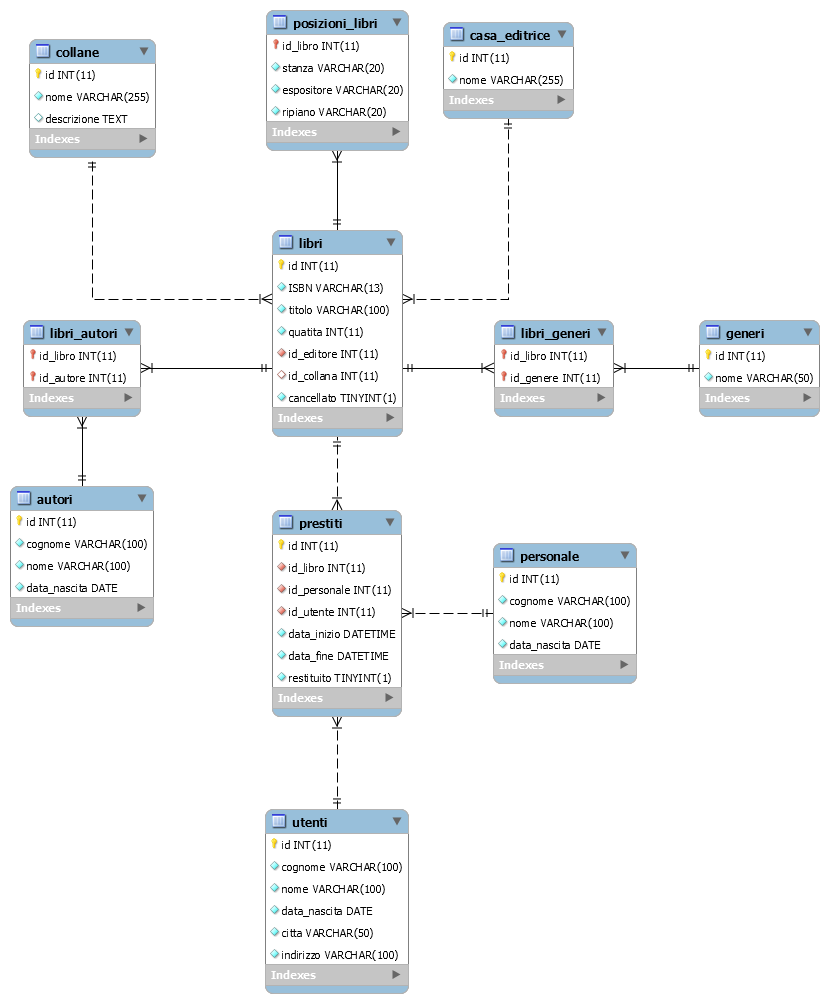 collane
id INT(11)
nome VARCHAR(255)
descrizione TEXT
Indexes
posizioni_libri
id_libro INT(11)
stanza VARCHAR(20)
espositore VARCHAR(20)
ripiano VARCHAR(20)
Indexes
casa_editrice
id INT(11)
nome VARCHAR(255)
Indexes
libri
id INT(11)
ISBN VARCHAR(13)
titolo VARCHAR(100)
quatita INT(11)
id_editore INT(11)
id_collana INT(11)
cancellato TINYINT(1)
Indexes
libri_autori
id_libro INT(11)
id_autore INT(11)
Indexes
libri_generi
id_libro INT(11)
id_genere INT(11)
Indexes
generi
id INT(11)
nome VARCHAR(50)
Indexes
autori
id INT(11)
cognome VARCHAR(100)
nome VARCHAR(100)
data_nascita DATE
Indexes
prestiti
id INT(11)
id_libro INT(11)
id_personale INT(11)
id_utente INT(11)
data_inizio DATETIME
data_fine DATETIME
restituito TINYINT(1)
Indexes
personale
id INT(11)
cognome VARCHAR(100)
nome VARCHAR(100)
data_nascita DATE
Indexes
utenti
id INT(11)
cognome VARCHAR(100)
nome VARCHAR(100)
data_nascita DATE
citta VARCHAR(50)
indirizzo VARCHAR(100)
Indexes